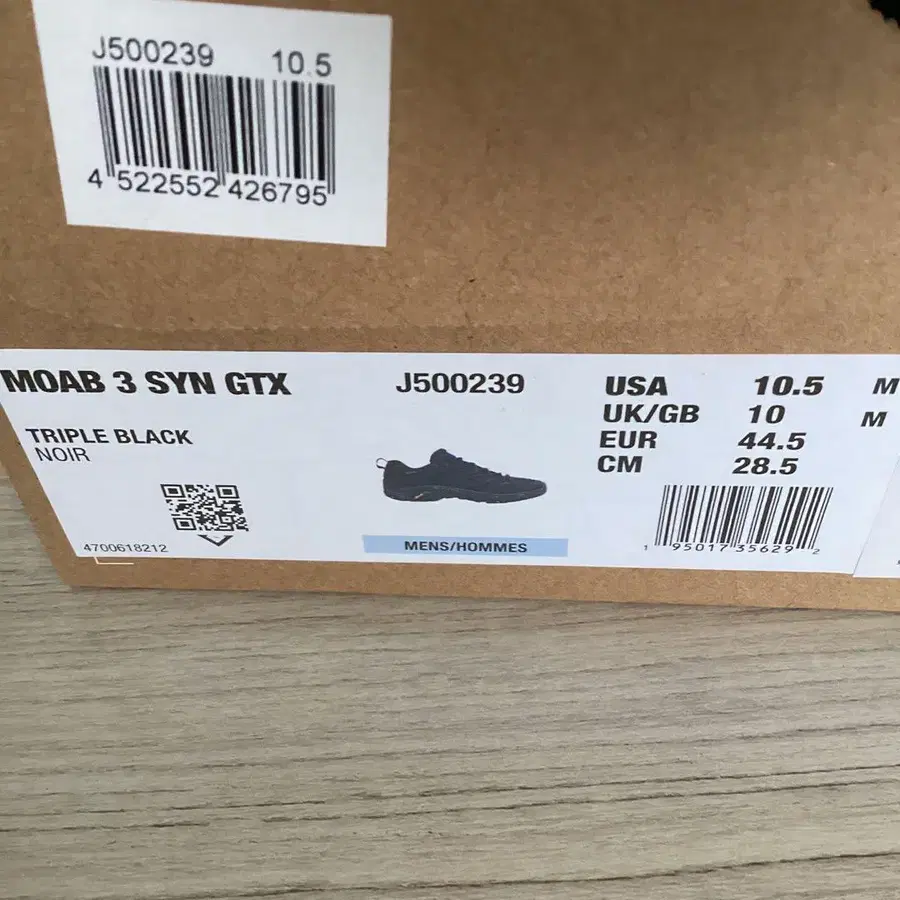 J500239 10.5
4 522552 426795
MOAB 3 SYN GTX
TRIPLE BLACK
NOIR
4700618212
J500239
MENS/HOMMES
USA 10.5 M
UK/GB 10 M
EUR 44.5
CM 28.5
1 95017 35629 2